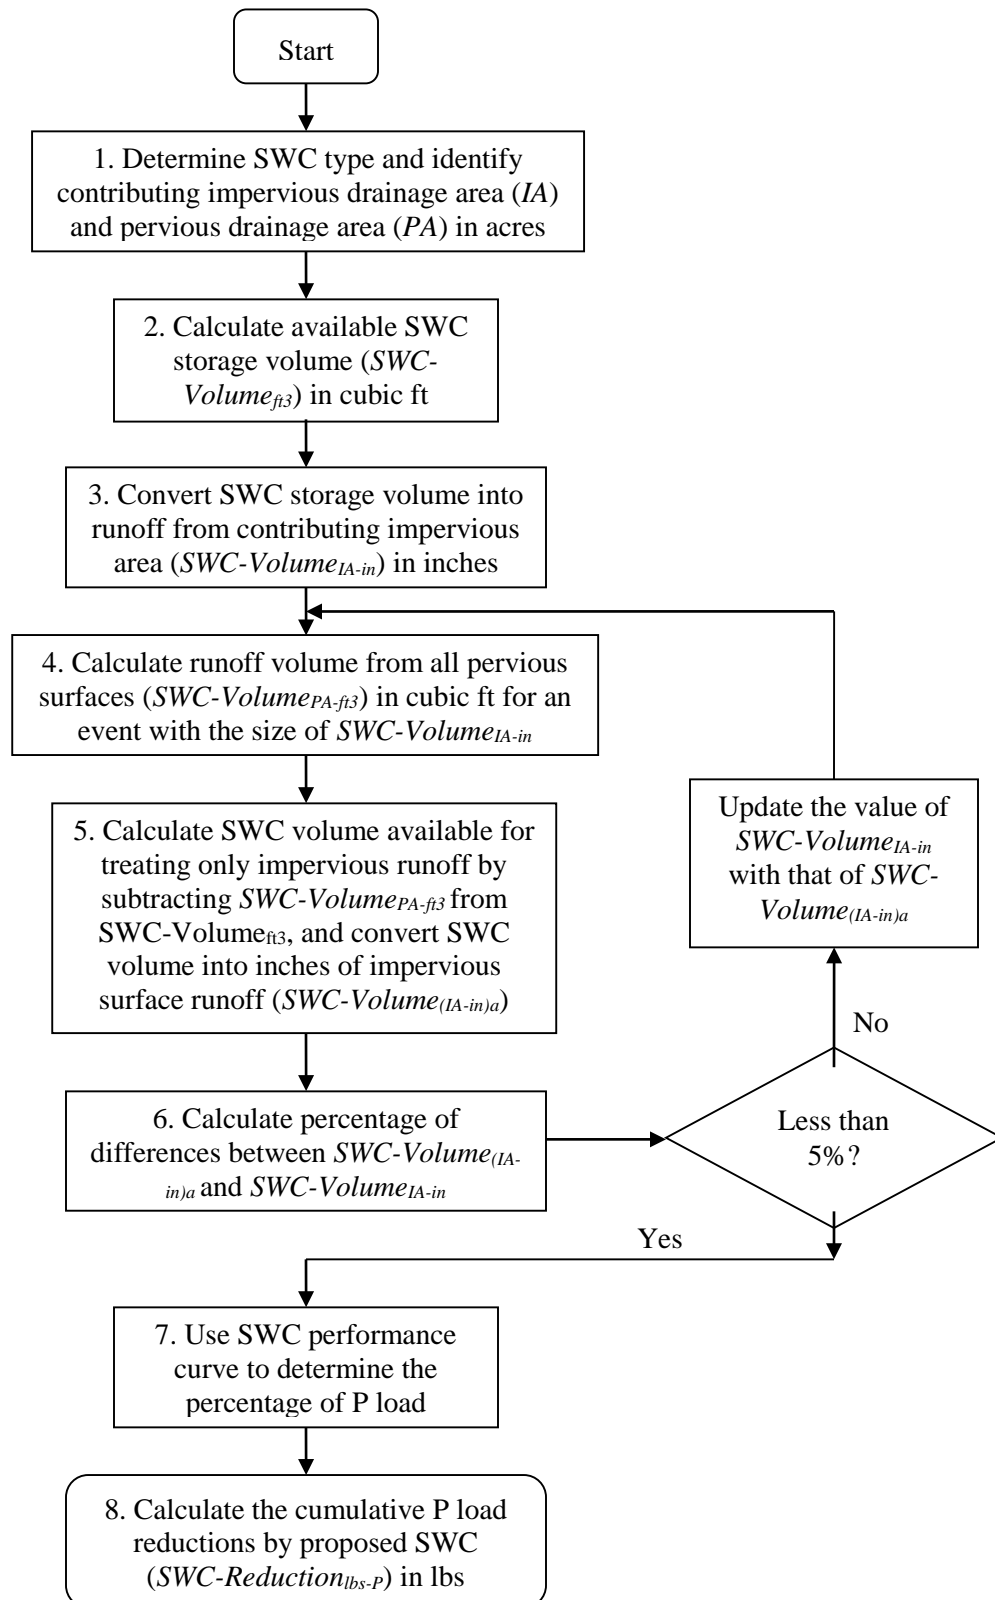 Start
1. Determine SWC type and identify
contributing impervious drainage area (IA)
and pervious drainage area (PA) in acres
2. Calculate available SWC
storage volume (SWC-
Volumeft3) in cubic ft
3. Convert SWC storage volume into
runoff from contributing impervious
area (SWC-VolumeIA-in) in inches
4. Calculate runoff volume from all pervious
surfaces (SWC-VolumePA-ft3) in cubic ft for an
event with the size of SWC-VolumeIA-in
5. Calculate SWC volume available for
treating only impervious runoff by
subtracting SWC-VolumePA-ft3 from
SWC-Volumeft3, and convert SWC
volume into inches of impervious
surface runoff (SWC-Volume(IA-in)a)
Update the value of
SWC-VolumeIA-in
with that of SWC-
Volume(IA-in)a
No
6. Calculate percentage of
differences between SWC-Volume(IA-
in)a and SWC-VolumeIA-in
Less than
5%?
Yes
7. Use SWC performance
curve to determine the
percentage of P load
8. Calculate the cumulative P load
reductions by proposed SWC
(SWC-Reductionlbs-P) in lbs